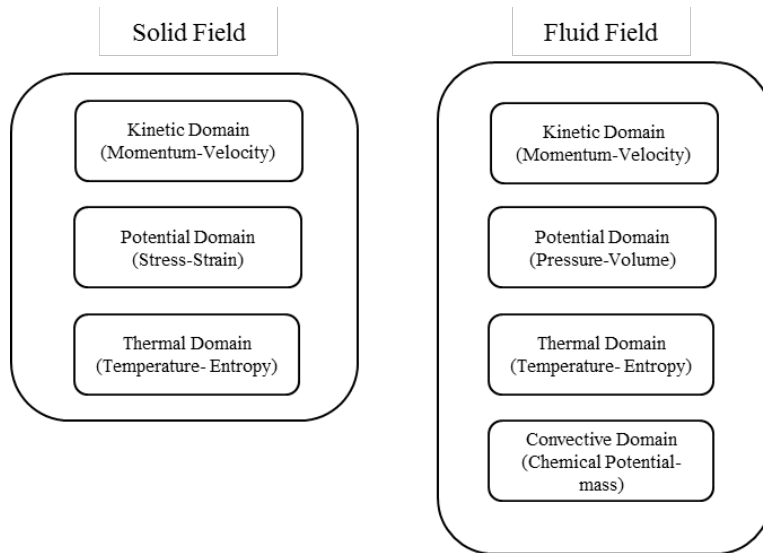 Solid Field
Kinetic Domain
(Momentum-Velocity)
Potential Domain
(Stress-Strain)
Thermal Domain
(Temperature- Entropy)
Fluid Field
Kinetic Domain
(Momentum-Velocity)
Potential Domain
(Pressure-Volume)
Thermal Domain
(Temperature- Entropy)
Convective Domain
(Chemical Potential-
mass)